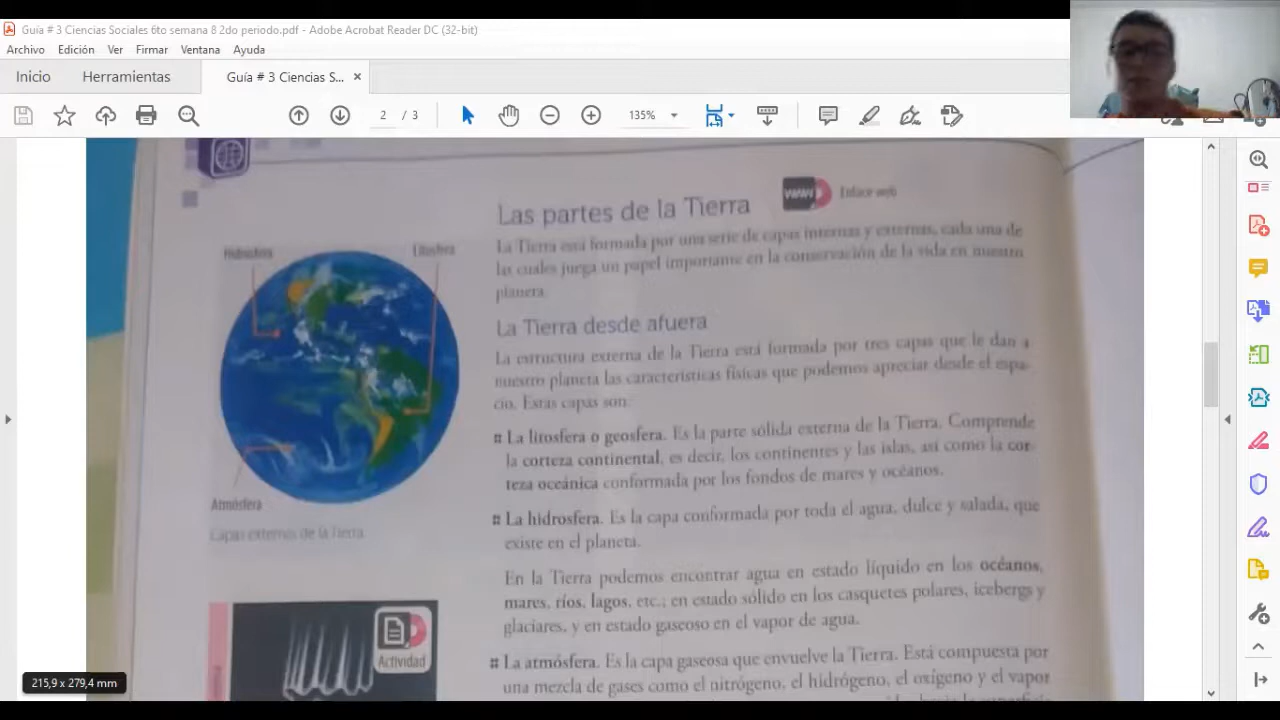 Guía # 3 Ciencias Sociales 6to semana 8 2do periodo.pdf - Adobe Acrobat Reader DC (32-bit)
Archivo Edición Ver Firmar Ventana Ayuda
Inicio Herramientas Guía # 3 Ciencias S... ×
2 / 3 135%
Las partes de la Tierra
www
Enlace web
La Tierra está formada por una serie de capas internas y externas, cada una de
las cuales juega un papel importante en la conservación de la vida en nuestro
planeta.
Hidrosfera
Litosfera
Atmósfera
Capas externas de la Tierra.
La Tierra desde afuera
La estructura externa de la Tierra está formada por tres capas que le dan a
nuestro planeta las características físicas que podemos apreciar desde el espa-
cio. Estas capas son:
La litosfera o geosfera. Es la parte sólida externa de la Tierra. Comprende
la corteza continental, es decir, los continentes y las islas, así como la cor-
teza oceánica conformada por los fondos de mares y océanos.
La hidrosfera. Es la capa conformada por toda el agua, dulce y salada, que
existe en el planeta.
En la Tierra podemos encontrar agua en estado líquido en los océanos,
mares, ríos, lagos, etc.; en estado sólido en los casquetes polares, icebergs y
glaciares, y en estado gaseoso en el vapor de agua.
La atmósfera. Es la capa gaseosa que envuelve la Tierra. Está compuesta por
una mezcla de gases como el nitrógeno, el hidrógeno, el oxígeno y el vapor
Actividad
215,9 x 279,4 mm